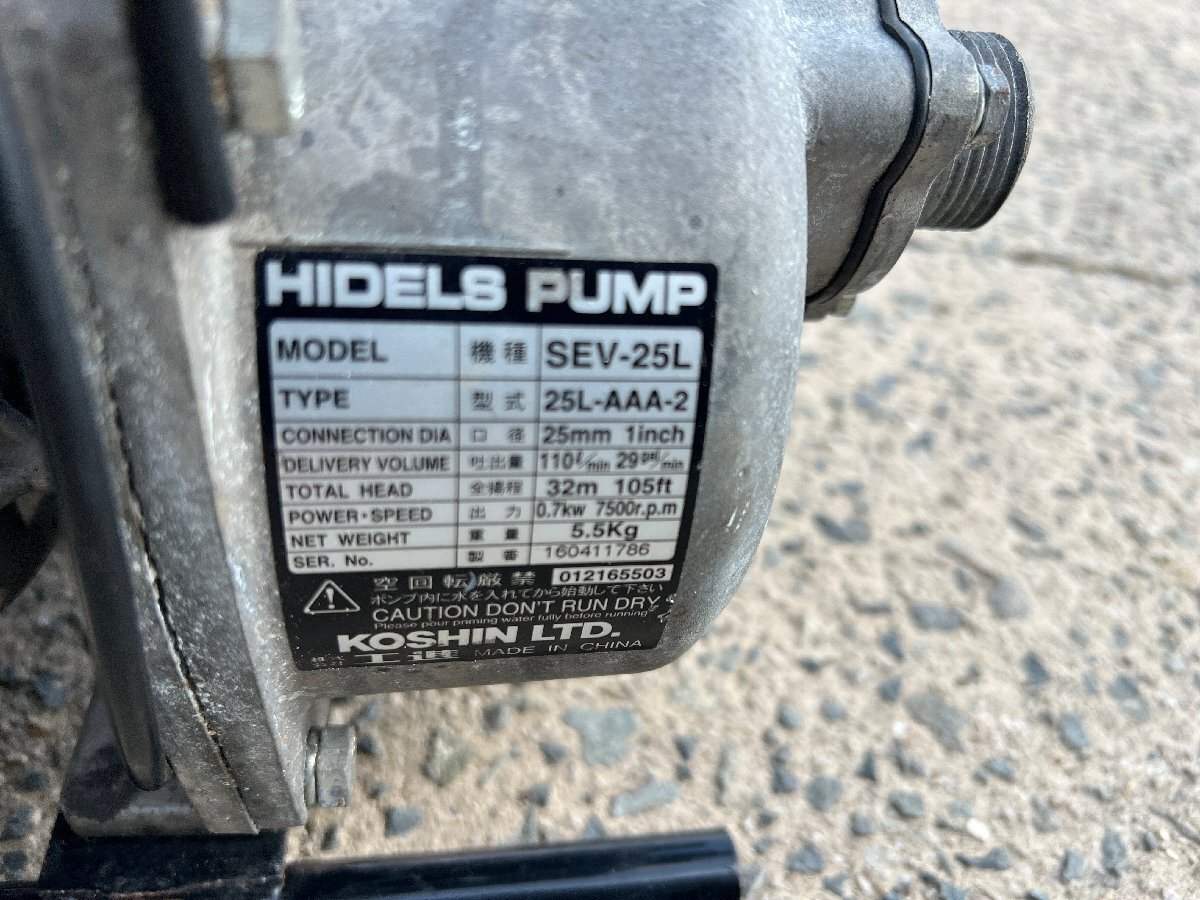 HIDELS PUMP
MODEL 機種 SEV-25L
TYPE 型式 25L-AAA-2
CONNECTION DIA 口径 25mm 1inch
DELIVERY VOLUME 吐出量 110ℓ/min 29gal/min
TOTAL HEAD 全揚程 32m 105ft
POWER・SPEED 出力 0.7kw 7500r.p.m
NET WEIGHT 重量 5.5Kg
SER. No. 製番 160411786
空回転厳禁 012165503
ポンプ内に水を入れてから始動して下さい
CAUTION DON'T RUN DRY
Please pour priming water fully before running
KOSHIN LTD.
株式会社 工進 MADE IN CHINA